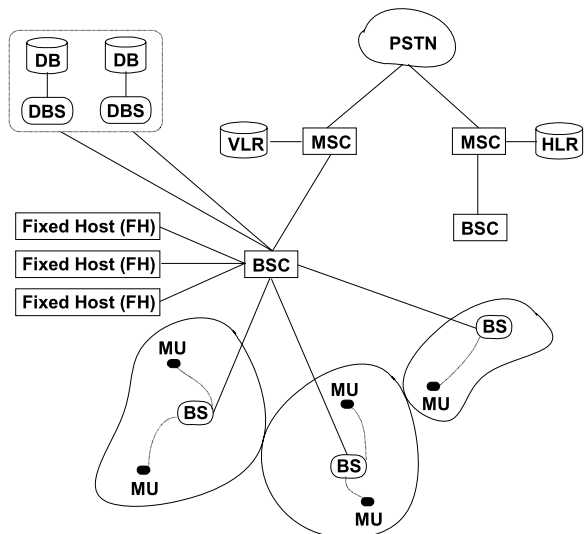 PSTN
DB DB
DBS DBS
VLR MSC MSC HLR
Fixed Host (FH)
BSC
Fixed Host (FH)
BSC
Fixed Host (FH)
BS
MU
MU
MU
BS
BS
MU
MU